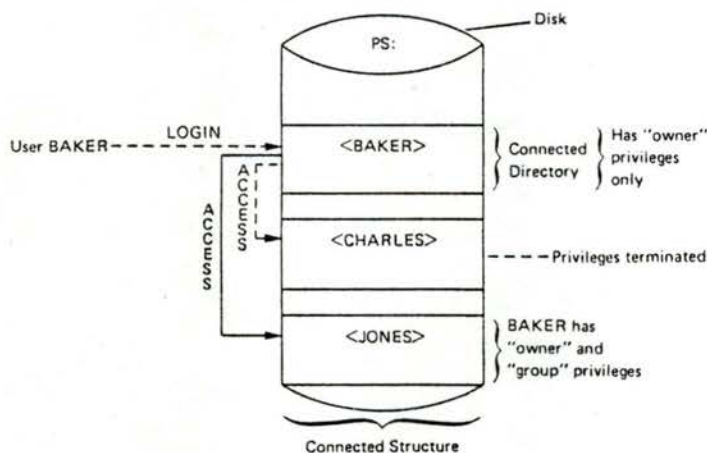 Disk
PS:
LOGIN
User BAKER
<BAKER>
Connected
Directory
Has "owner"
privileges
only
ACCESS
ACCESS
<CHARLES>
Privileges terminated
<JONES>
BAKER has
"owner" and
"group" privileges
Connected Structure